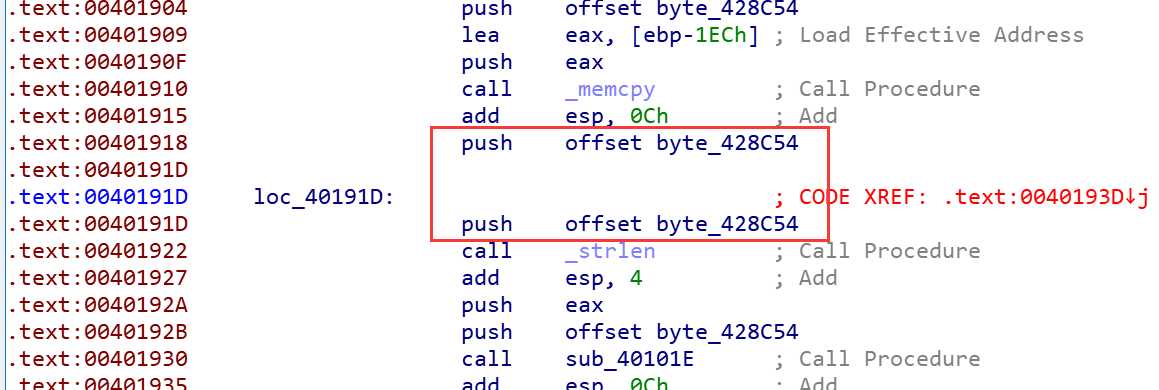 .text:00401904 push offset byte_428C54
.text:00401909 lea eax, [ebp-1ECh] ; Load Effective Address
.text:0040190F push eax
.text:00401910 call _memcpy ; Call Procedure
.text:00401915 add esp, 0Ch ; Add
.text:00401918 push offset byte_428C54
.text:0040191D
.text:0040191D loc_40191D: ; CODE XREF: .text:0040193D↓j
.text:0040191D push offset byte_428C54
.text:00401922 call _strlen ; Call Procedure
.text:00401927 add esp, 4 ; Add
.text:0040192A push eax
.text:0040192B push offset byte_428C54
.text:00401930 call sub_40101E ; Call Procedure
.text:00401935 add esp, 0Ch ; Add